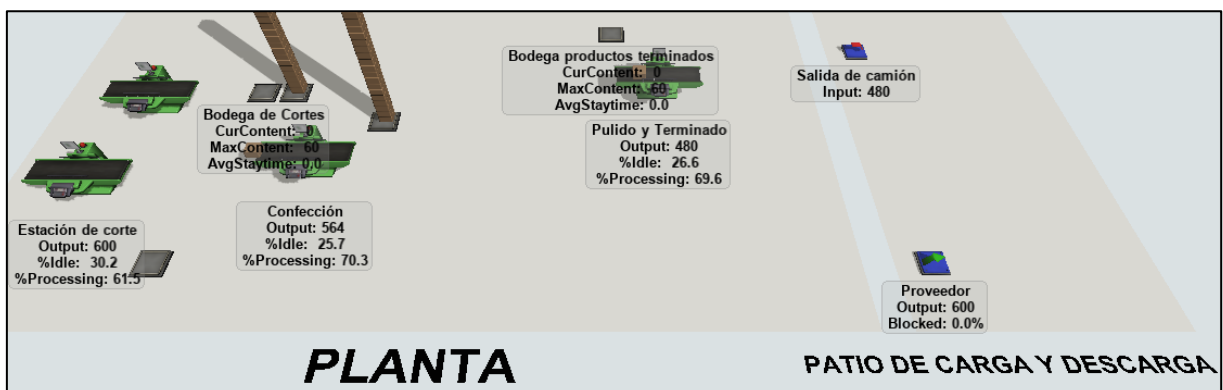 Bodega productos terminados
CurContent: 0
MaxContent: 60
AvgStaytime: 0.0
Salida de camión
Input: 480
Bodega de Cortes
CurContent: 0
MaxContent: 60
AvgStaytime: 0.0
Pulido y Terminado
Output: 480
%Idle: 26.6
%Processing: 69.6
Confección
Output: 564
%Idle: 25.7
%Processing: 70.3
Estación de corte
Output: 600
%Idle: 30.2
%Processing: 61.5
Proveedor
Output: 600
Blocked: 0.0%
PLANTA
PATIO DE CARGA Y DESCARGA